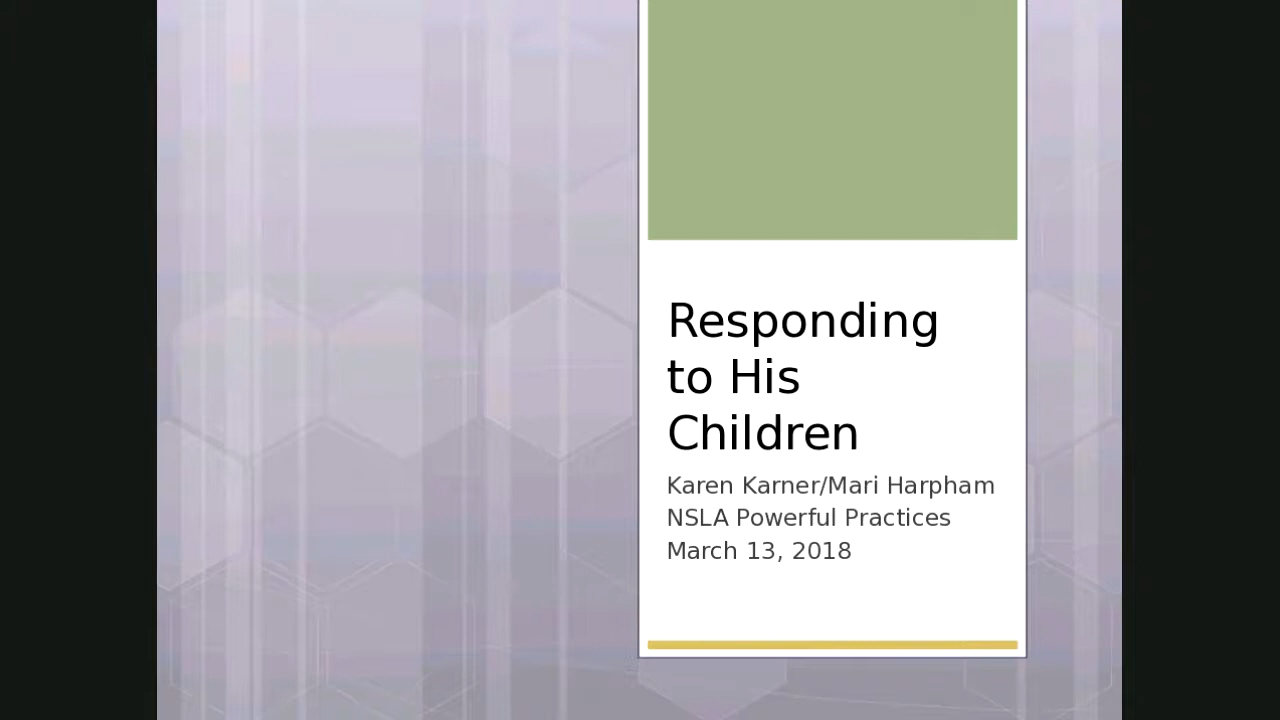 Responding
to His
Children
Karen Karner/Mari Harpham
NSLA Powerful Practices
March 13, 2018